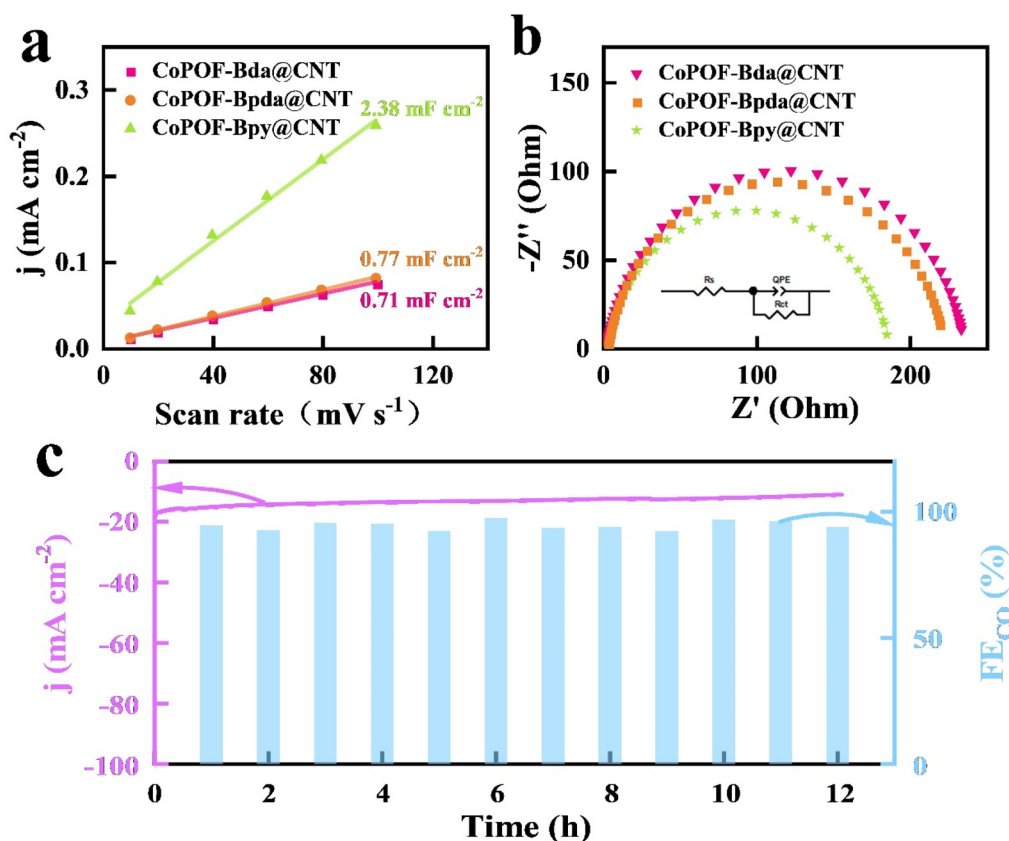 a
j (mA cm⁻²)
0.3
0.2
0.1
0.0
CoPOF-Bda@CNT
CoPOF-Bpda@CNT
CoPOF-Bpy@CNT
2.38 mF cm⁻²
0.77 mF cm⁻²
0.71 mF cm⁻²
0 40 80 120
Scan rate（mV s⁻¹）
b
-Z'' (Ohm)
150
100
50
0
CoPOF-Bda@CNT
CoPOF-Bpda@CNT
CoPOF-Bpy@CNT
Rs
QPE
Rct
0 100 200
Z' (Ohm)
c
j (mA cm⁻²)
0
-20
-40
-60
-80
-100
100
50
0
FE_CO (%)
0 2 4 6 8 10 12
Time (h)